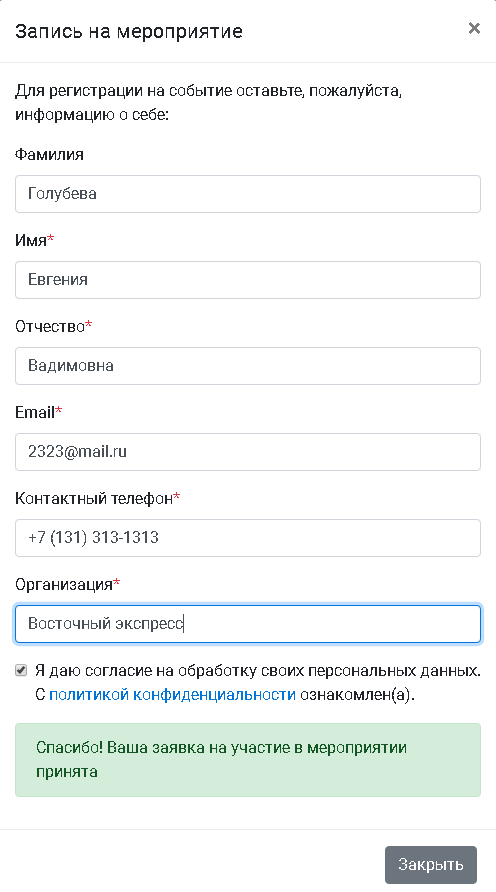 Запись на мероприятие
×
Для регистрации на событие оставьте, пожалуйста,
информацию о себе:
Фамилия
Голубева
Имя*
Евгения
Отчество*
Вадимовна
Email*
2323@mail.ru
Контактный телефон*
+7 (131) 313-1313
Организация*
Восточный экспресс
Я даю согласие на обработку своих персональных данных.
С политикой конфиденциальности ознакомлен(а).
Спасибо! Ваша заявка на участие в мероприятии
принята
Закрыть